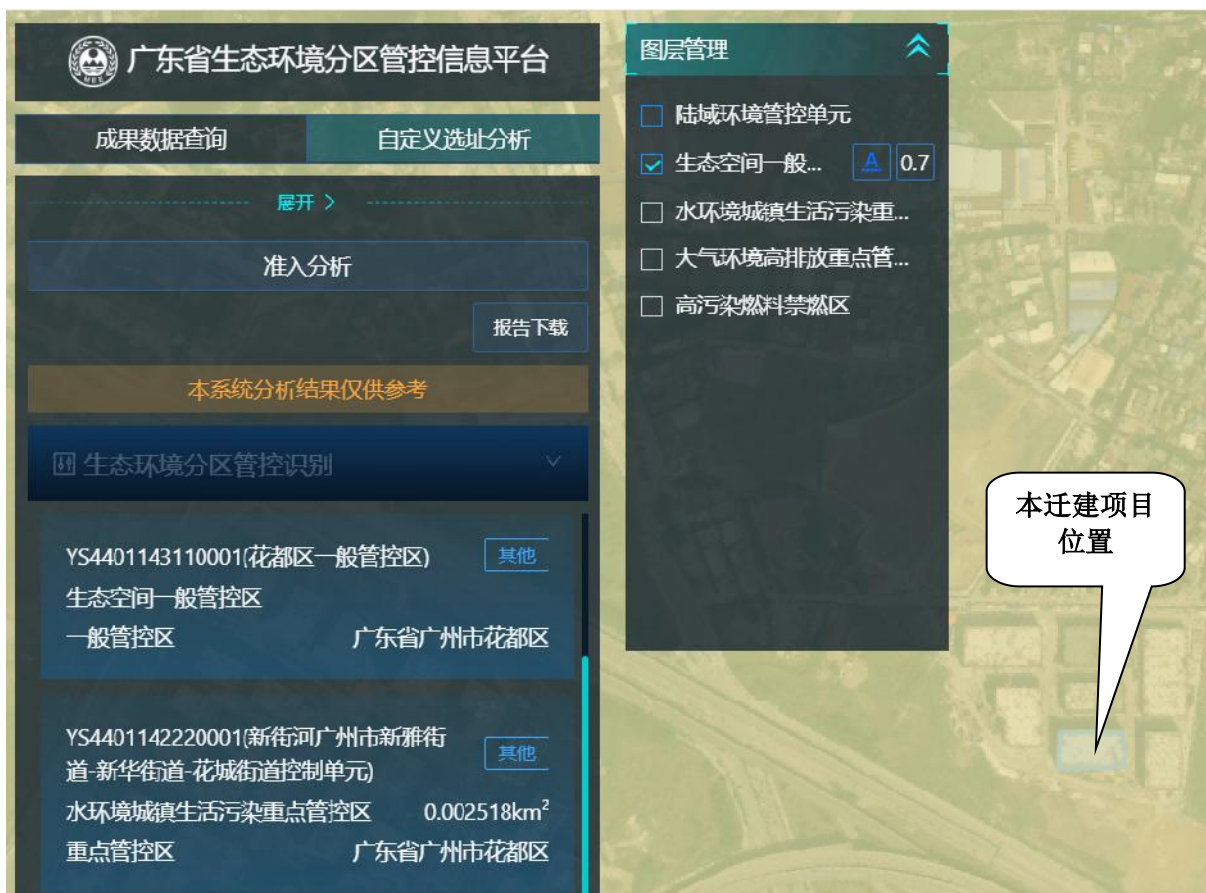 广东省生态环境分区管控信息平台
成果数据查询
自定义选址分析
展开
准入分析
报告下载
本系统分析结果仅供参考
生态环境分区管控识别
YS4401143110001(花都区一般管控区)
其他
生态空间一般管控区
一般管控区
广东省广州市花都区
YS4401142220001(新街河广州市新雅街
道-新华街道-花城街道控制单元)
其他
水环境城镇生活污染重点管控区
0.002518km²
重点管控区
广东省广州市花都区
图层管理
陆域环境管控单元
生态空间一般...
A
0.7
水环境城镇生活污染重...
大气环境高排放重点管...
高污染燃料禁燃区
本迁建项目
位置